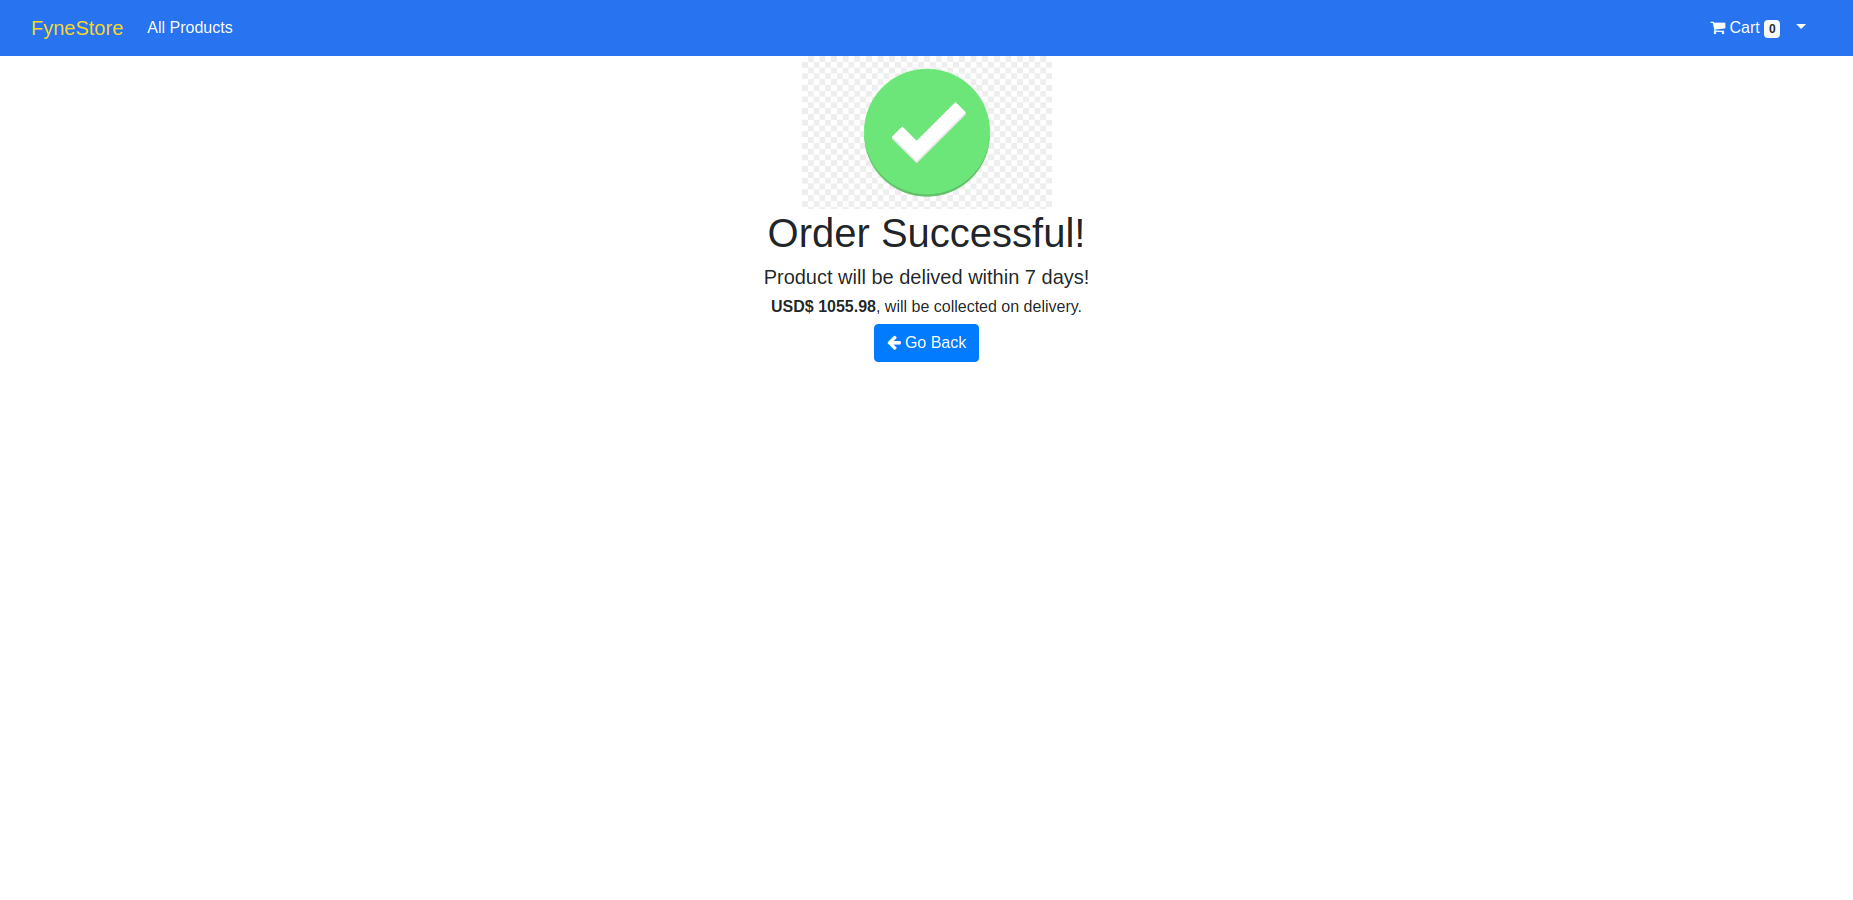 FyneStore All Products Cart 0
Order Successful!
Product will be delived within 7 days!
USD$ 1055.98, will be collected on delivery.
Go Back